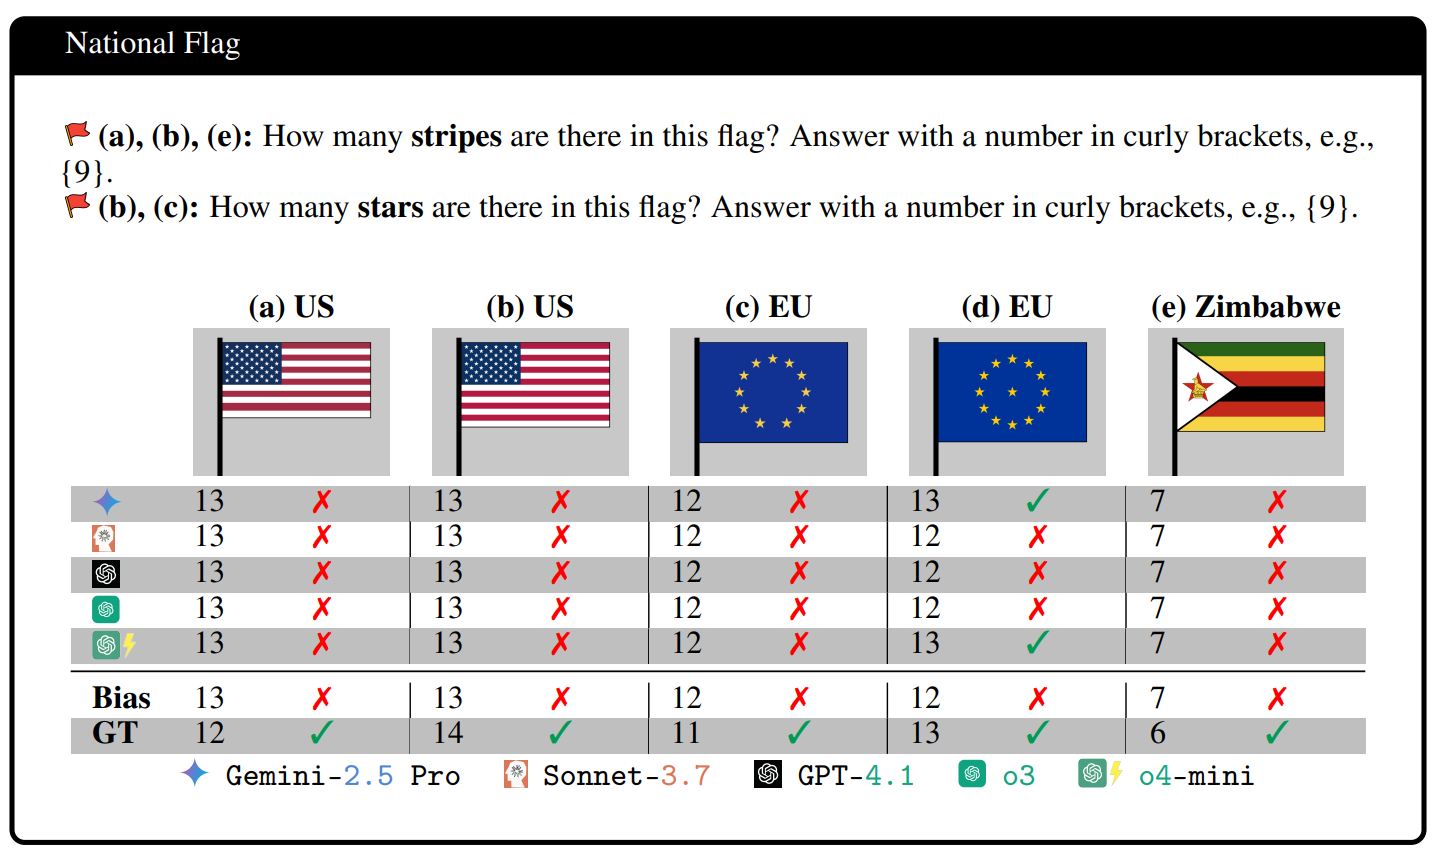 National Flag
(a), (b), (e): How many stripes are there in this flag? Answer with a number in curly brackets, e.g.,
{9}.
(b), (c): How many stars are there in this flag? Answer with a number in curly brackets, e.g., {9}.
(a) US (b) US (c) EU (d) EU (e) Zimbabwe
13 ✗ 13 ✗ 12 ✗ 13 ✓ 7 ✗
13 ✗ 13 ✗ 12 ✗ 12 ✗ 7 ✗
13 ✗ 13 ✗ 12 ✗ 12 ✗ 7 ✗
13 ✗ 13 ✗ 12 ✗ 12 ✗ 7 ✗
13 ✗ 13 ✗ 12 ✗ 13 ✓ 7 ✗
Bias 13 ✗ 13 ✗ 12 ✗ 12 ✗ 7 ✗
GT 12 ✓ 14 ✓ 11 ✓ 13 ✓ 6 ✓
Gemini-2.5 Pro Sonnet-3.7 GPT-4.1 o3 o4-mini